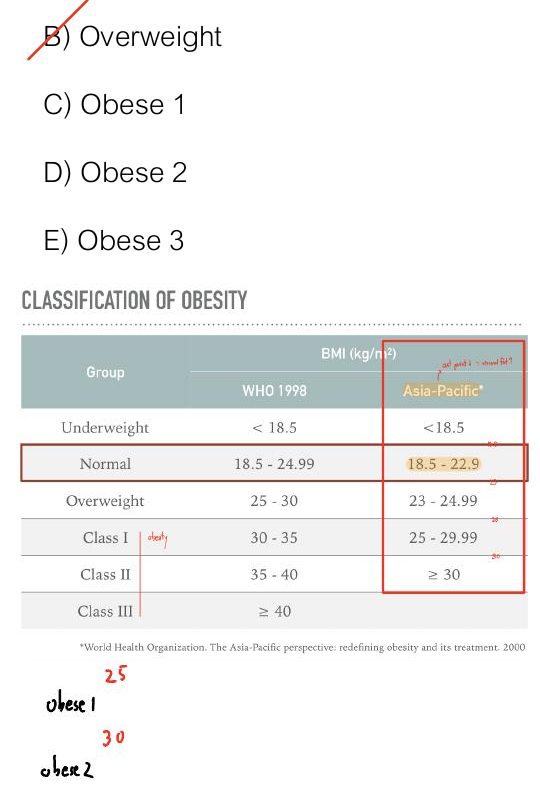 B) Overweight
C) Obese 1
D) Obese 2
E) Obese 3
CLASSIFICATION OF OBESITY
Group
BMI (kg/m²)
WHO 1998
Asia-Pacific*
Underweight < 18.5 <18.5
Normal 18.5 - 24.99 18.5 - 22.9
23
Overweight 25 - 30 23 - 24.99
Class I obesity 30 - 35 25 - 29.99
30
Class II 35 - 40 ≥ 30
Class III ≥ 40
*World Health Organization. The Asia-Pacific perspective: redefining obesity and its treatment. 2000
25
obese 1
30
obese 2